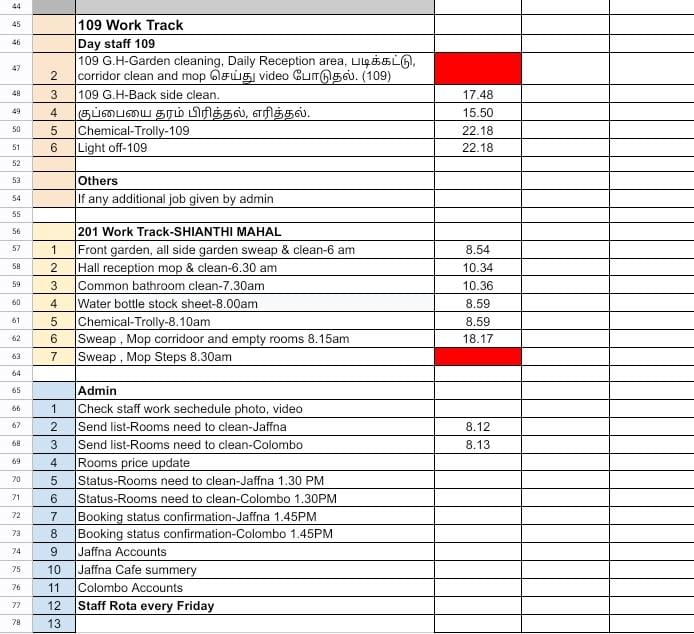 44
45 109 Work Track
46 Day staff 109
109 G.H-Garden cleaning, Daily Reception area, படிக்கட்டு,
47 2 corridor clean and mop செய்து video போடுதல். (109)
48 3 109 G.H-Back side clean. 17.48
49 4 குப்பையை தரம் பிரித்தல், எரித்தல். 15.50
50 5 Chemical-Trolly-109 22.18
51 6 Light off-109 22.18
52
53 Others
54 If any additional job given by admin
55
56 201 Work Track-SHIANTHI MAHAL
57 1 Front garden, all side garden sweap & clean-6 am 8.54
58 2 Hall reception mop & clean-6.30 am 10.34
59 3 Common bathroom clean-7.30am 10.36
60 4 Water bottle stock sheet-8.00am 8.59
61 5 Chemical-Trolly-8.10am 8.59
62 6 Sweap , Mop corridoor and empty rooms 8.15am 18.17
63 7 Sweap , Mop Steps 8.30am
64
65 Admin
66 1 Check staff work sechedule photo, video
67 2 Send list-Rooms need to clean-Jaffna 8.12
68 3 Send list-Rooms need to clean-Colombo 8.13
69 4 Rooms price update
70 5 Status-Rooms need to clean-Jaffna 1.30 PM
71 6 Status-Rooms need to clean-Colombo 1.30PM
72 7 Booking status confirmation-Jaffna 1.45PM
73 8 Booking status confirmation-Colombo 1.45PM
74 9 Jaffna Accounts
75 10 Jaffna Cafe summery
76 11 Colombo Accounts
77 12 Staff Rota every Friday
78 13